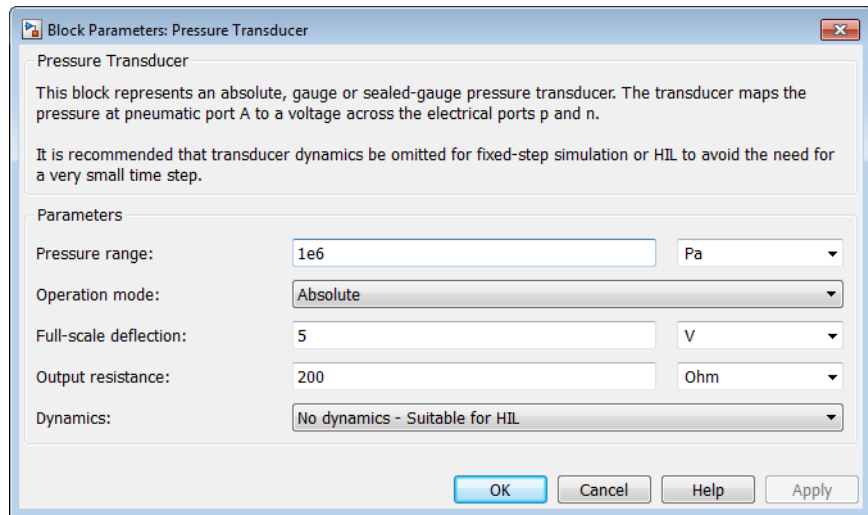 Block Parameters: Pressure Transducer
Pressure Transducer
This block represents an absolute, gauge or sealed-gauge pressure transducer. The transducer maps the
pressure at pneumatic port A to a voltage across the electrical ports p and n.
It is recommended that transducer dynamics be omitted for fixed-step simulation or HIL to avoid the need for
a very small time step.
Parameters
Pressure range: 1e6 Pa
Operation mode: Absolute
Full-scale deflection: 5 V
Output resistance: 200 Ohm
Dynamics: No dynamics - Suitable for HIL
OK Cancel Help Apply